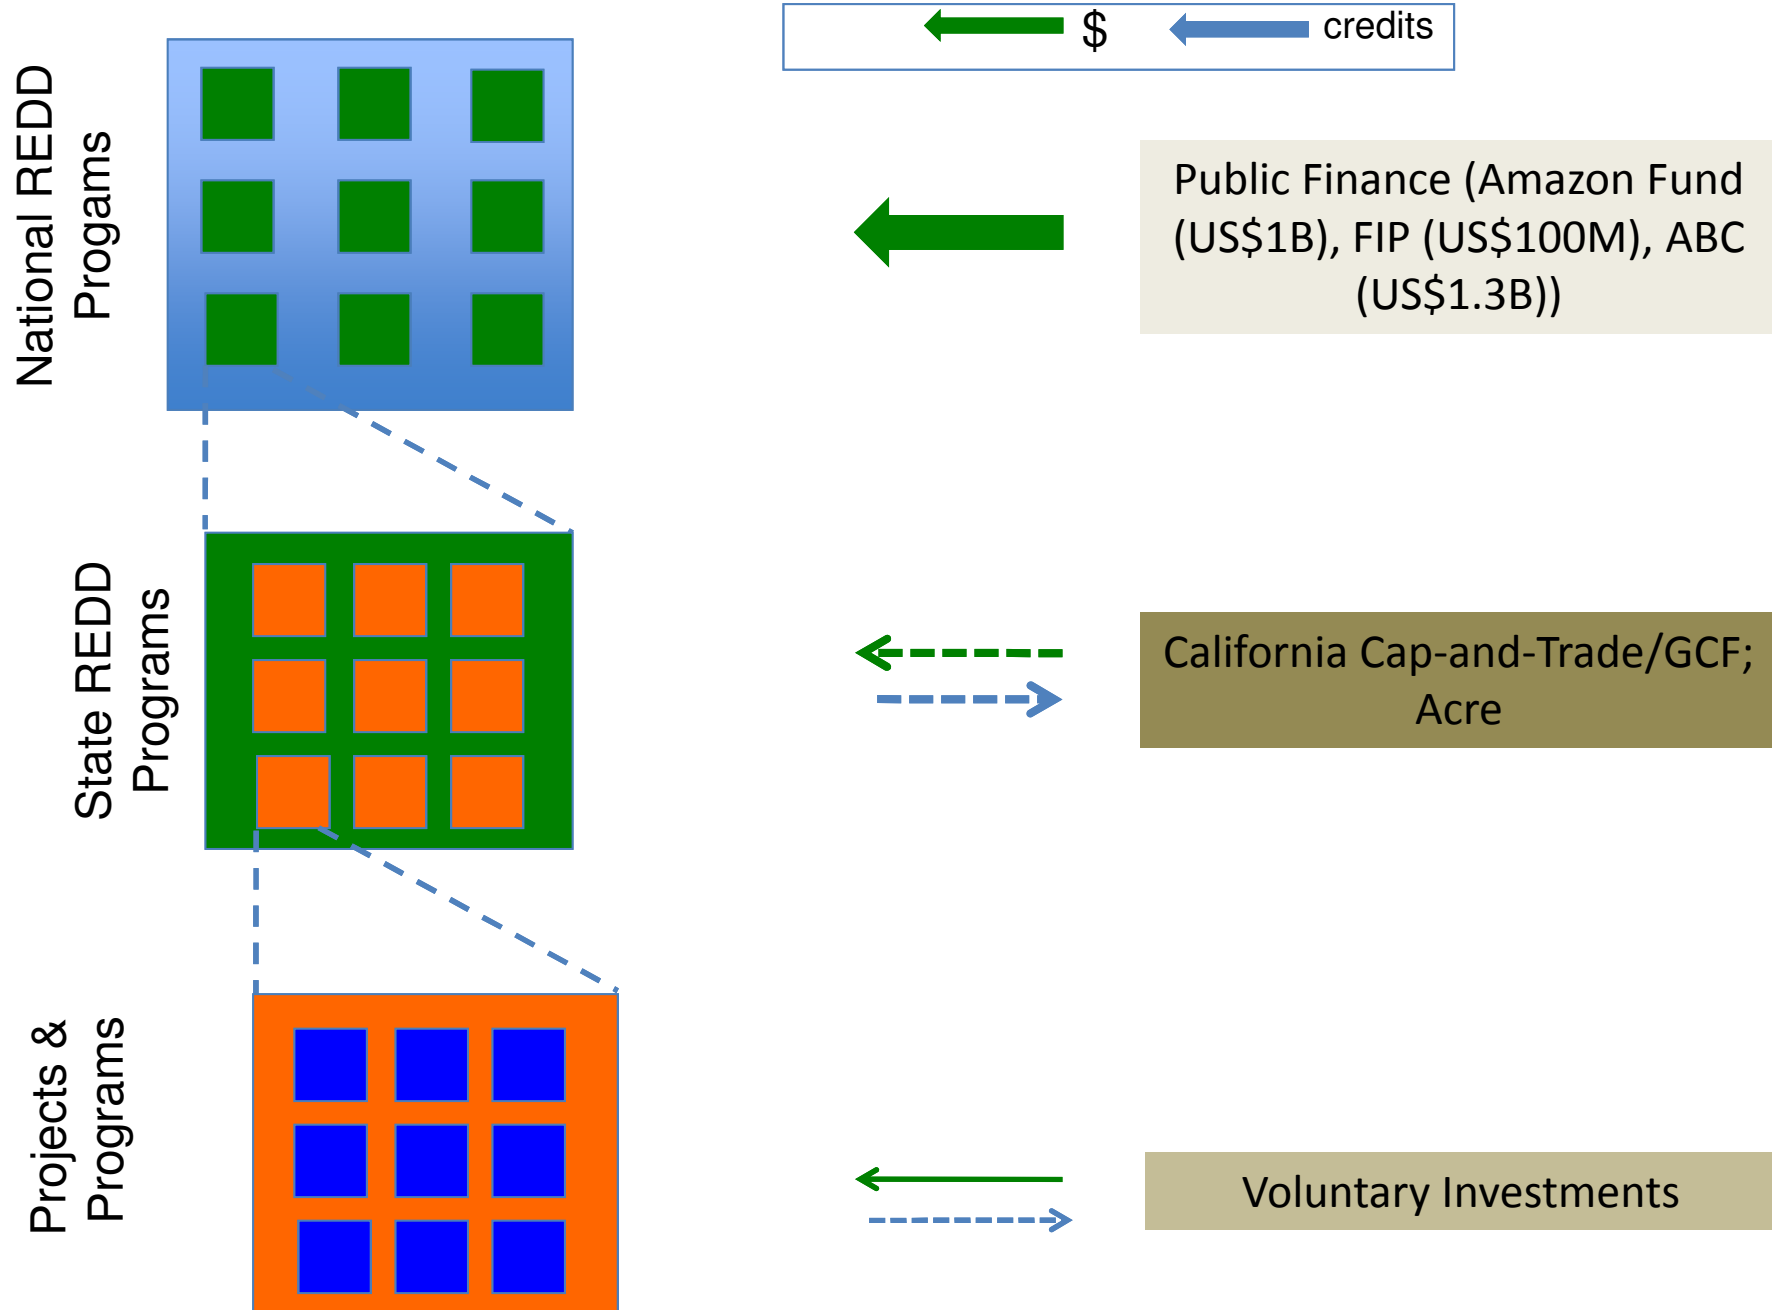 $ credits
National REDD
Progams
Public Finance (Amazon Fund
(US$1B), FIP (US$100M), ABC
(US$1.3B))
State REDD
Programs
California Cap-and-Trade/GCF;
Acre
Projects &
Programs
Voluntary Investments